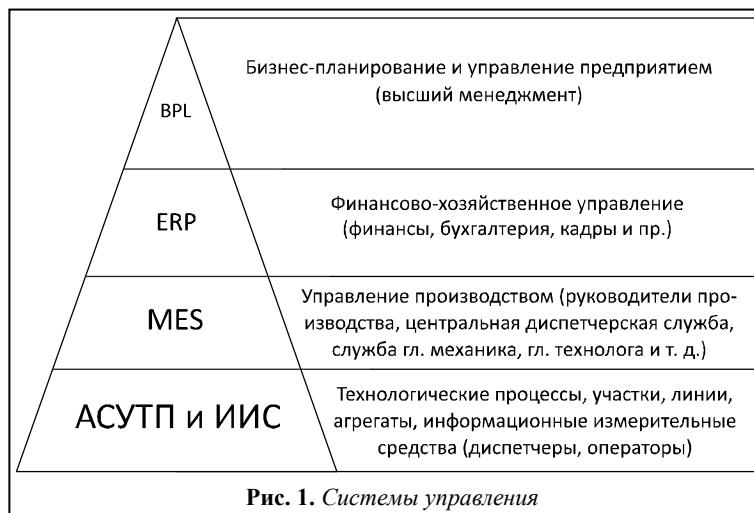 BPL
Бизнес-планирование и управление предприятием
(высший менеджмент)
ERP
Финансово-хозяйственное управление
(финансы, бухгалтерия, кадры и пр.)
MES
Управление производством (руководители про-
изводства, центральная диспетчерская служба,
служба гл. механика, гл. технолога и т. д.)
АСУТП и ИИС
Технологические процессы, участки, линии,
агрегаты, информационные измерительные
средства (диспетчеры, операторы)
Рис. 1. Системы управления